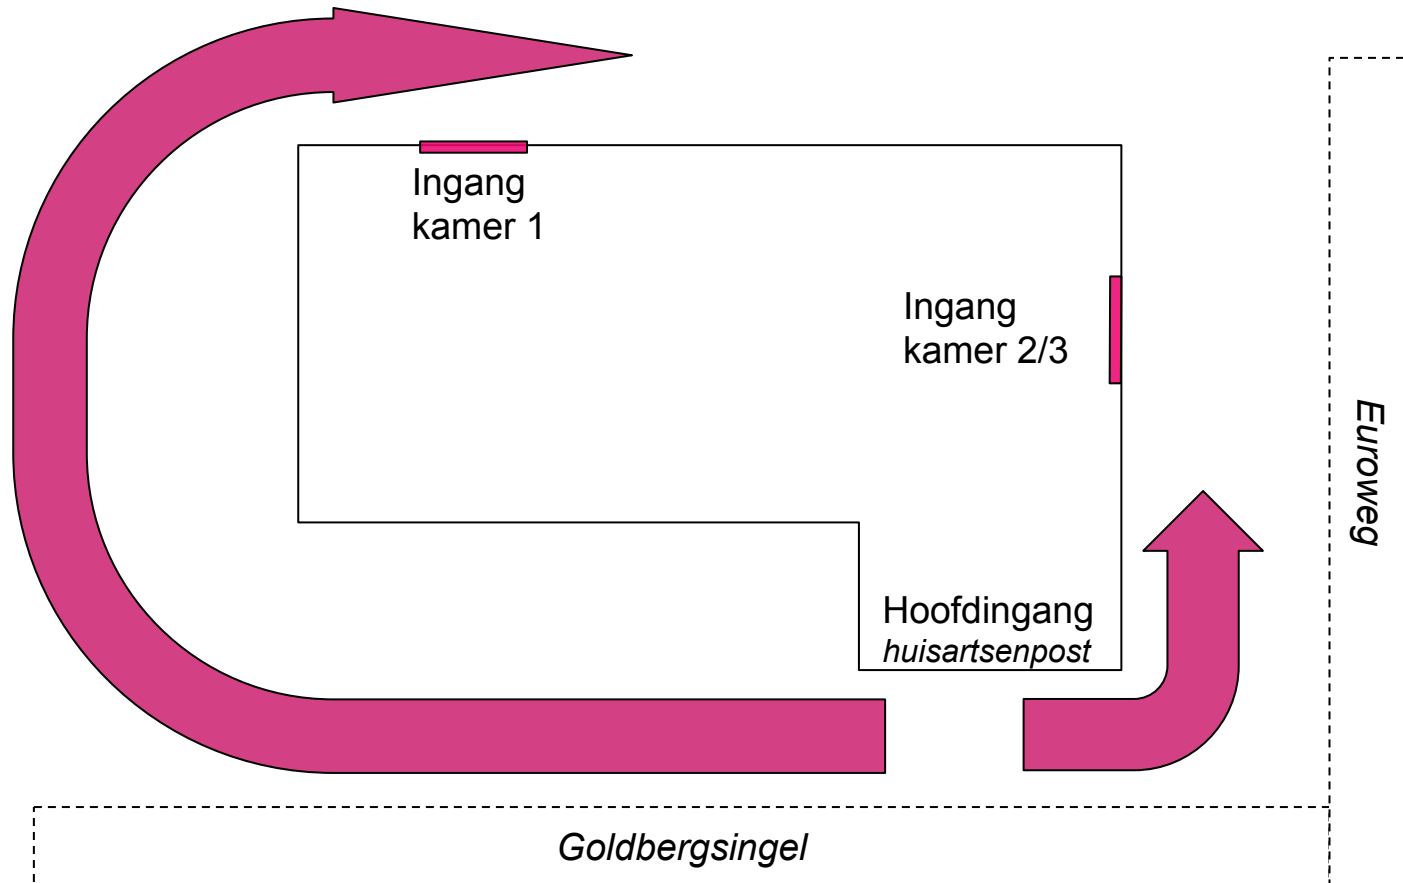 Ingang
kamer 1
Ingang
kamer 2/3
Euroweg
Hoofdingang
huisartsenpost
Goldbergsingel